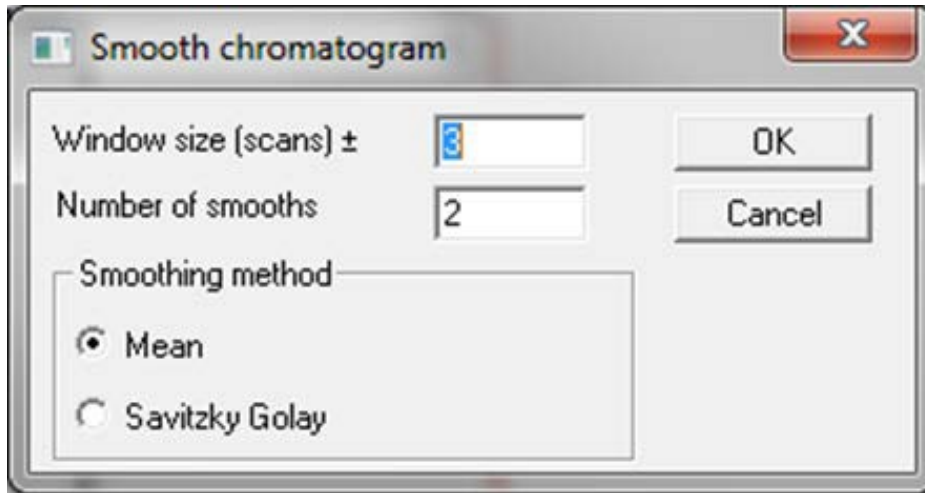 Smooth chromatogram
Window size (scans) ± 3 OK
Number of smooths 2 Cancel
Smoothing method
Mean
Savitzky Golay